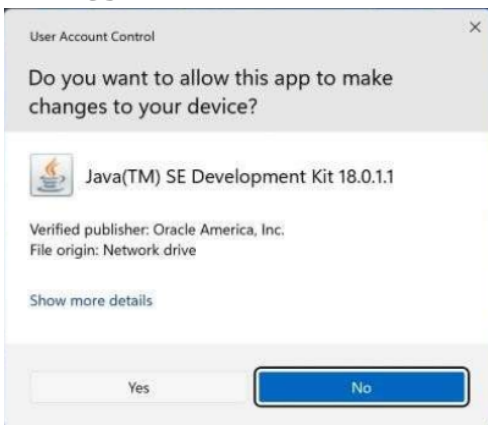 User Account Control
Do you want to allow this app to make
changes to your device?
Java(TM) SE Development Kit 18.0.1.1
Verified publisher: Oracle America, Inc.
File origin: Network drive
Show more details
Yes
No